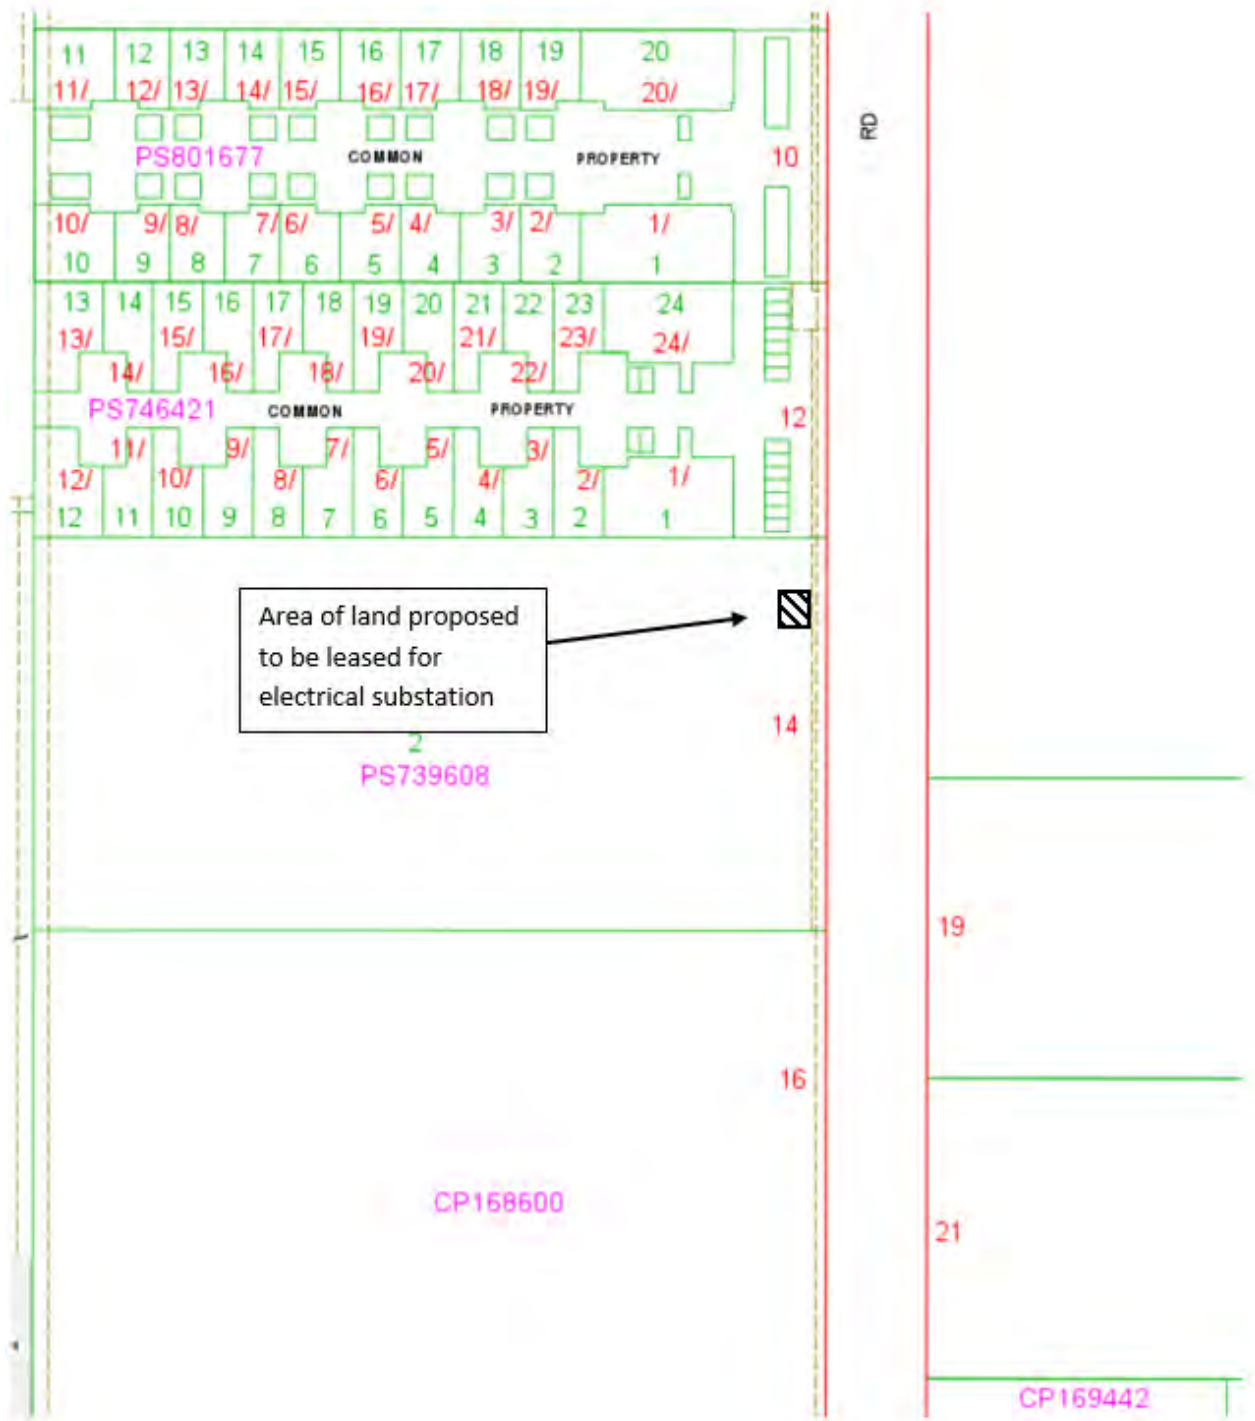 11 12 13 14 15 16 17 18 19 20
11/ 12/ 13/ 14/ 15/ 16/ 17/ 18/ 19/ 20/
RD
PS801677 COMMON PROPERTY 10
10/ 9/ 8/ 7/ 6/ 5/ 4/ 3/ 2/ 1/
10 9 8 7 6 5 4 3 2 1
13 14 15 16 17 18 19 20 21 22 23 24
13/ 15/ 17/ 19/ 21/ 23/ 24/
14/ 16/ 18/ 20/ 22/
PS746421 COMMON PROPERTY 12
11/ 9/ 7/ 5/ 3/
12/ 10/ 8/ 6/ 4/ 2/ 1/
12 11 10 9 8 7 6 5 4 3 2 1
Area of land proposed
to be leased for
electrical substation
14
2
PS739608
19
16
CP168600
21
CP169442